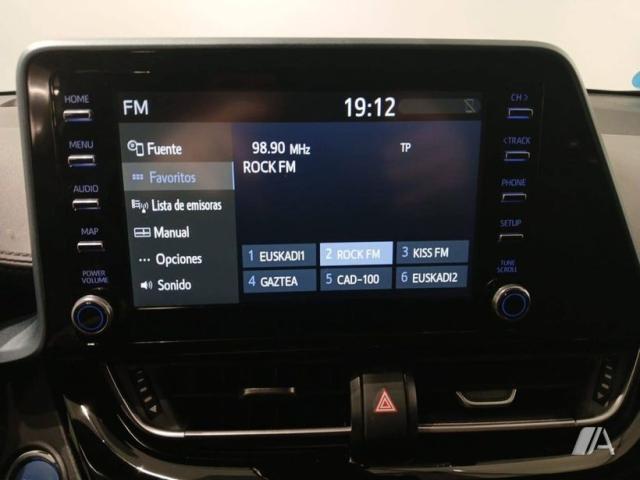 HOME
MENU
AUDIO
MAP
POWER
VOLUME
FM
19:12
Fuente
Favoritos
Lista de emisoras
Manual
Opciones
Sonido
98.90 MHz
TP
ROCK FM
1 EUSKADI1
2 ROCK FM
3 KISS FM
4 GAZTEA
5 CAD-100
6 EUSKADI2
CH >
< TRACK
PHONE
SETUP
TUNE
SCROLL